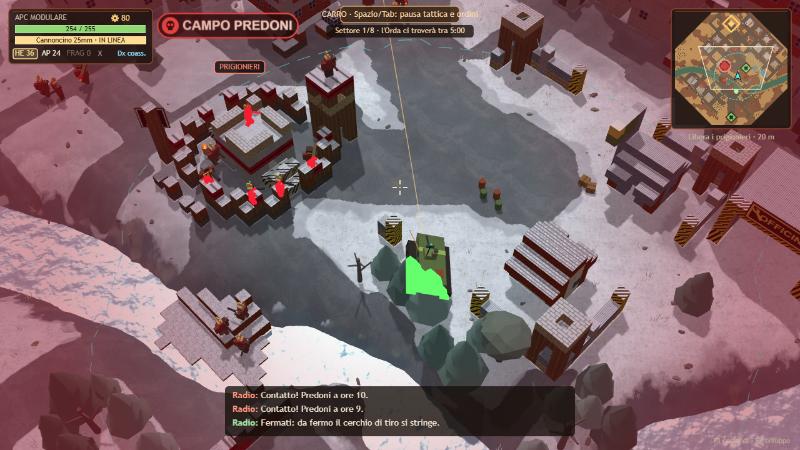 APC MODULARE 80
254 / 255
Cannoncino 25mm · IN LINEA
HE 36 AP 24 FRAG 0 X Dx coass.
CAMPO PREDONI
CARRO · Spazio/Tab: pausa tattica e ordini
Settore 1/8 · l'Orda ci troverà tra 5:00
PRIGIONIERI
Libera i prigionieri · 20 m
OFFICIN
Radio: Contatto! Predoni a ore 10.
Radio: Contatto! Predoni a ore 9.
Radio: Fermati: da fermo il cerchio di tiro si stringe.